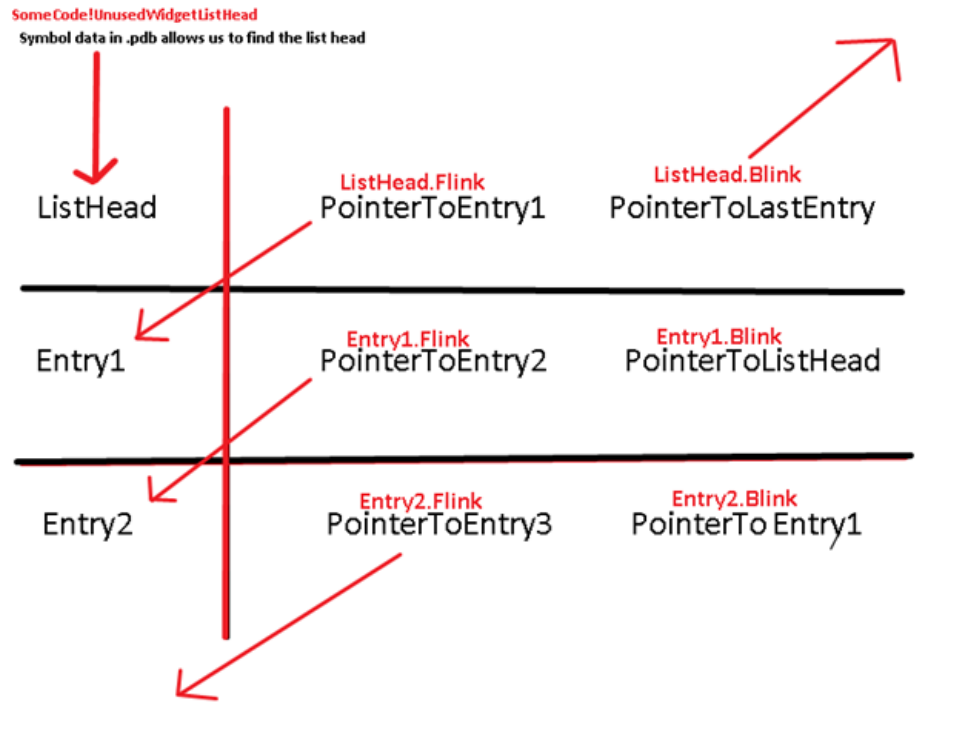 SomeCode!UnusedWidgetListHead
Symbol data in .pdb allows us to find the list head
ListHead.Flink
ListHead.Blink
ListHead
PointerToEntry1
PointerToLastEntry
Entry1.Flink
Entry1.Blink
Entry1
PointerToEntry2
PointerToListHead
Entry2.Flink
Entry2.Blink
Entry2
PointerToEntry3
PointerTo Entry1